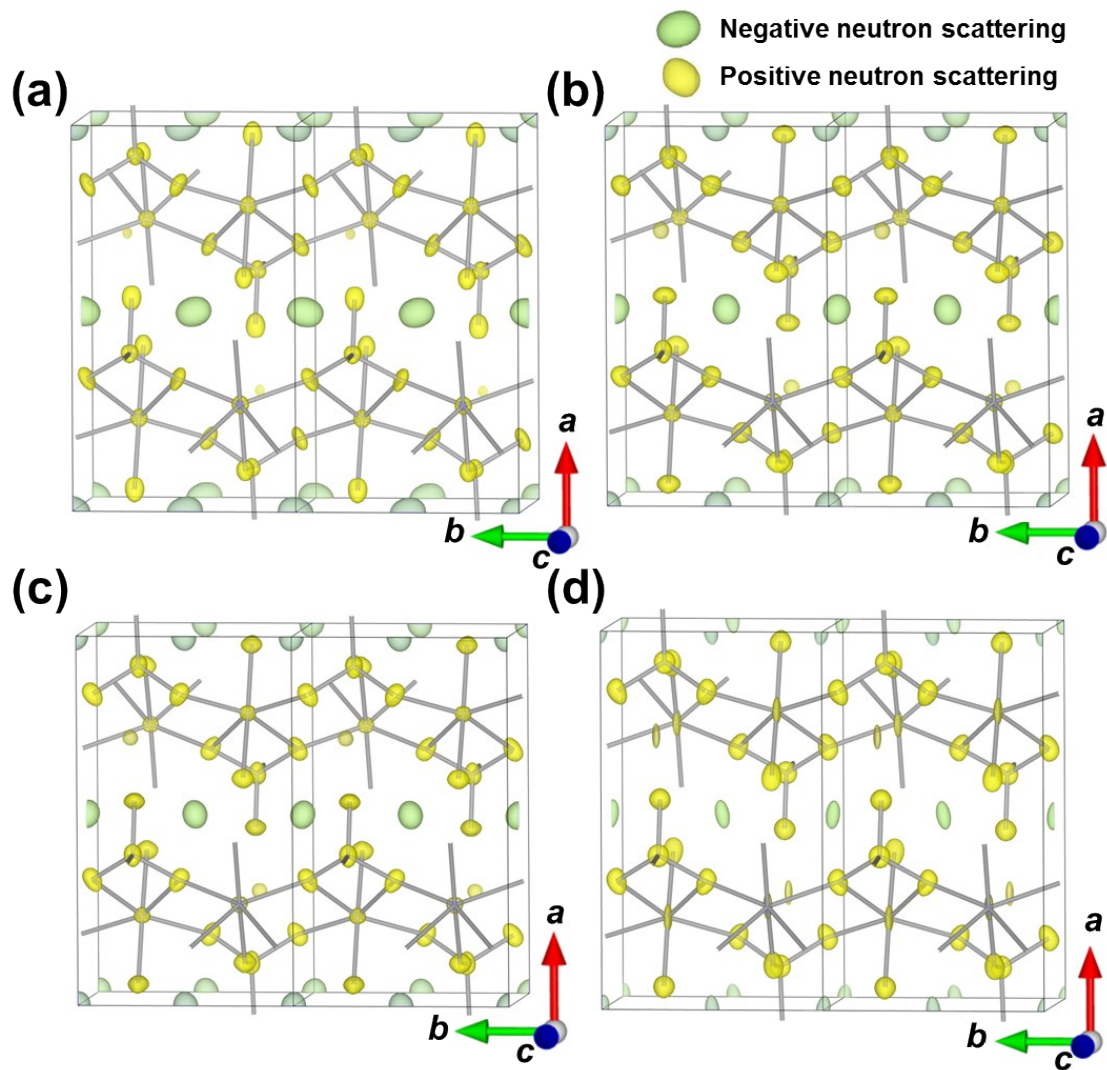 Negative neutron scattering
Positive neutron scattering
(a)
(b)
a
b
c
a
b
c
(c)
(d)
a
b
c
a
b
c